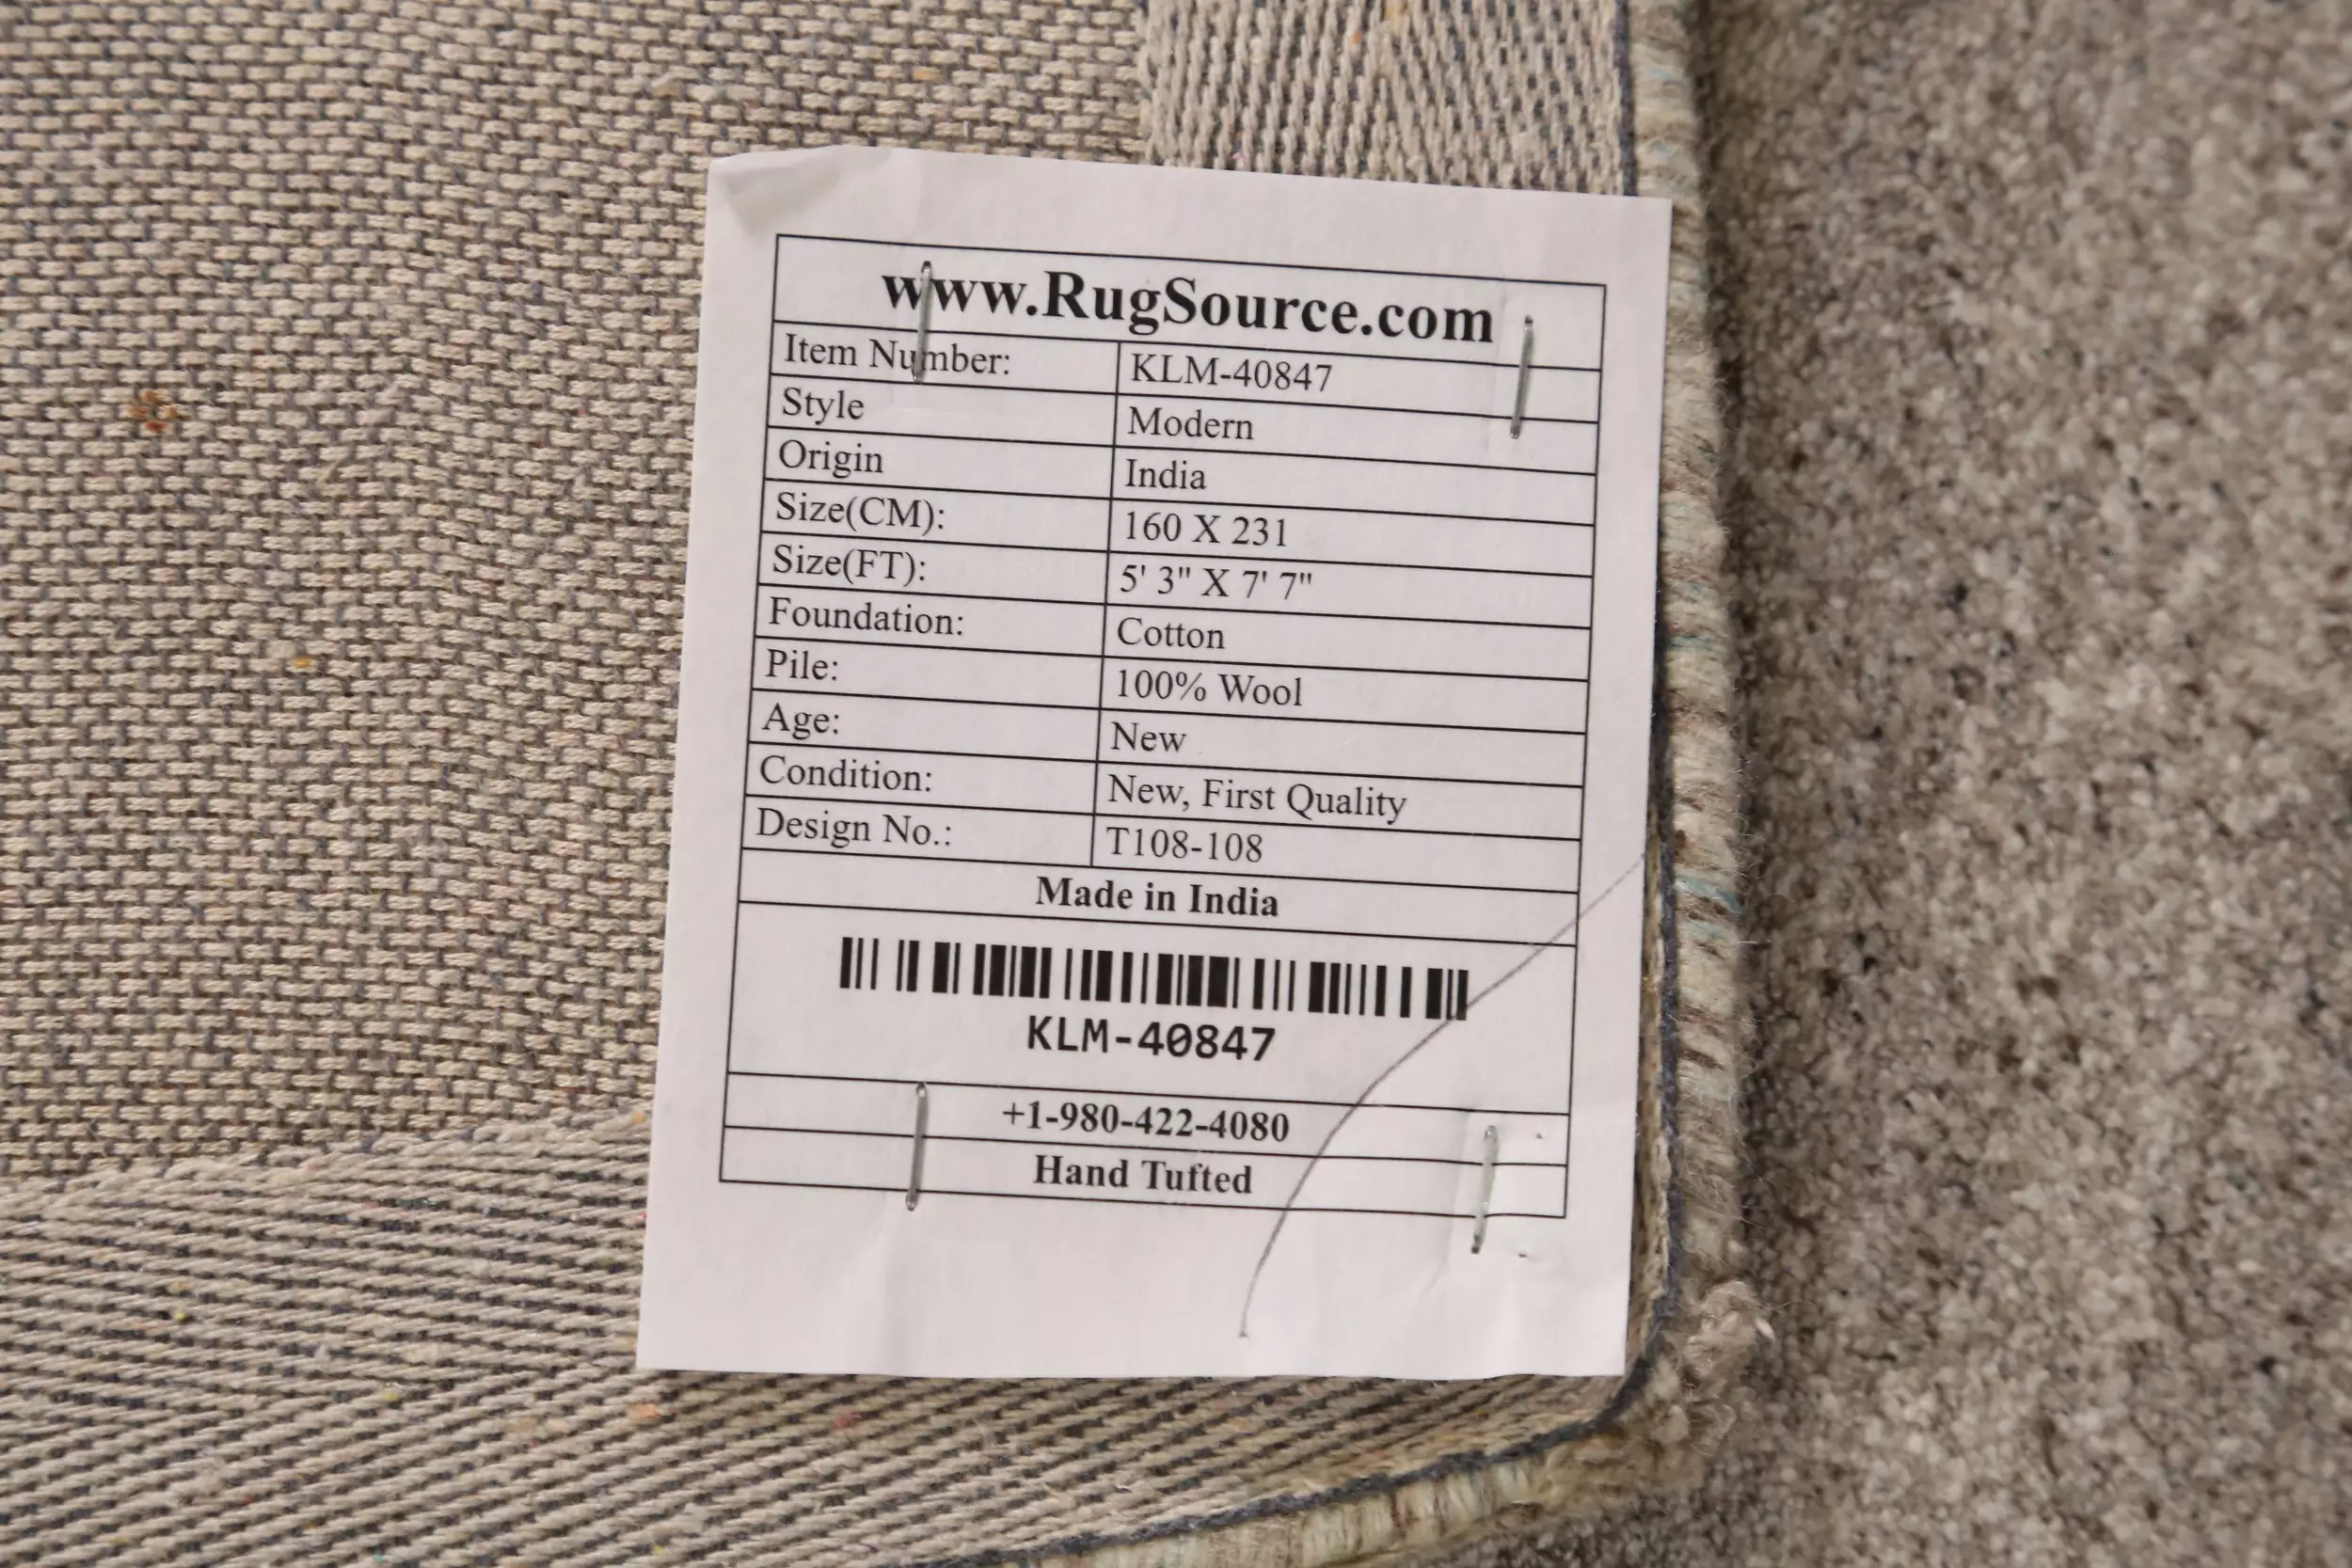 www.RugSource.com
Item Number: KLM-40847
Style Modern
Origin India
Size(CM): 160 X 231
Size(FT): 5' 3" X 7' 7"
Foundation: Cotton
Pile: 100% Wool
Age: New
Condition: New, First Quality
Design No.: T108-108
Made in India
KLM-40847
+1-980-422-4080
Hand Tufted